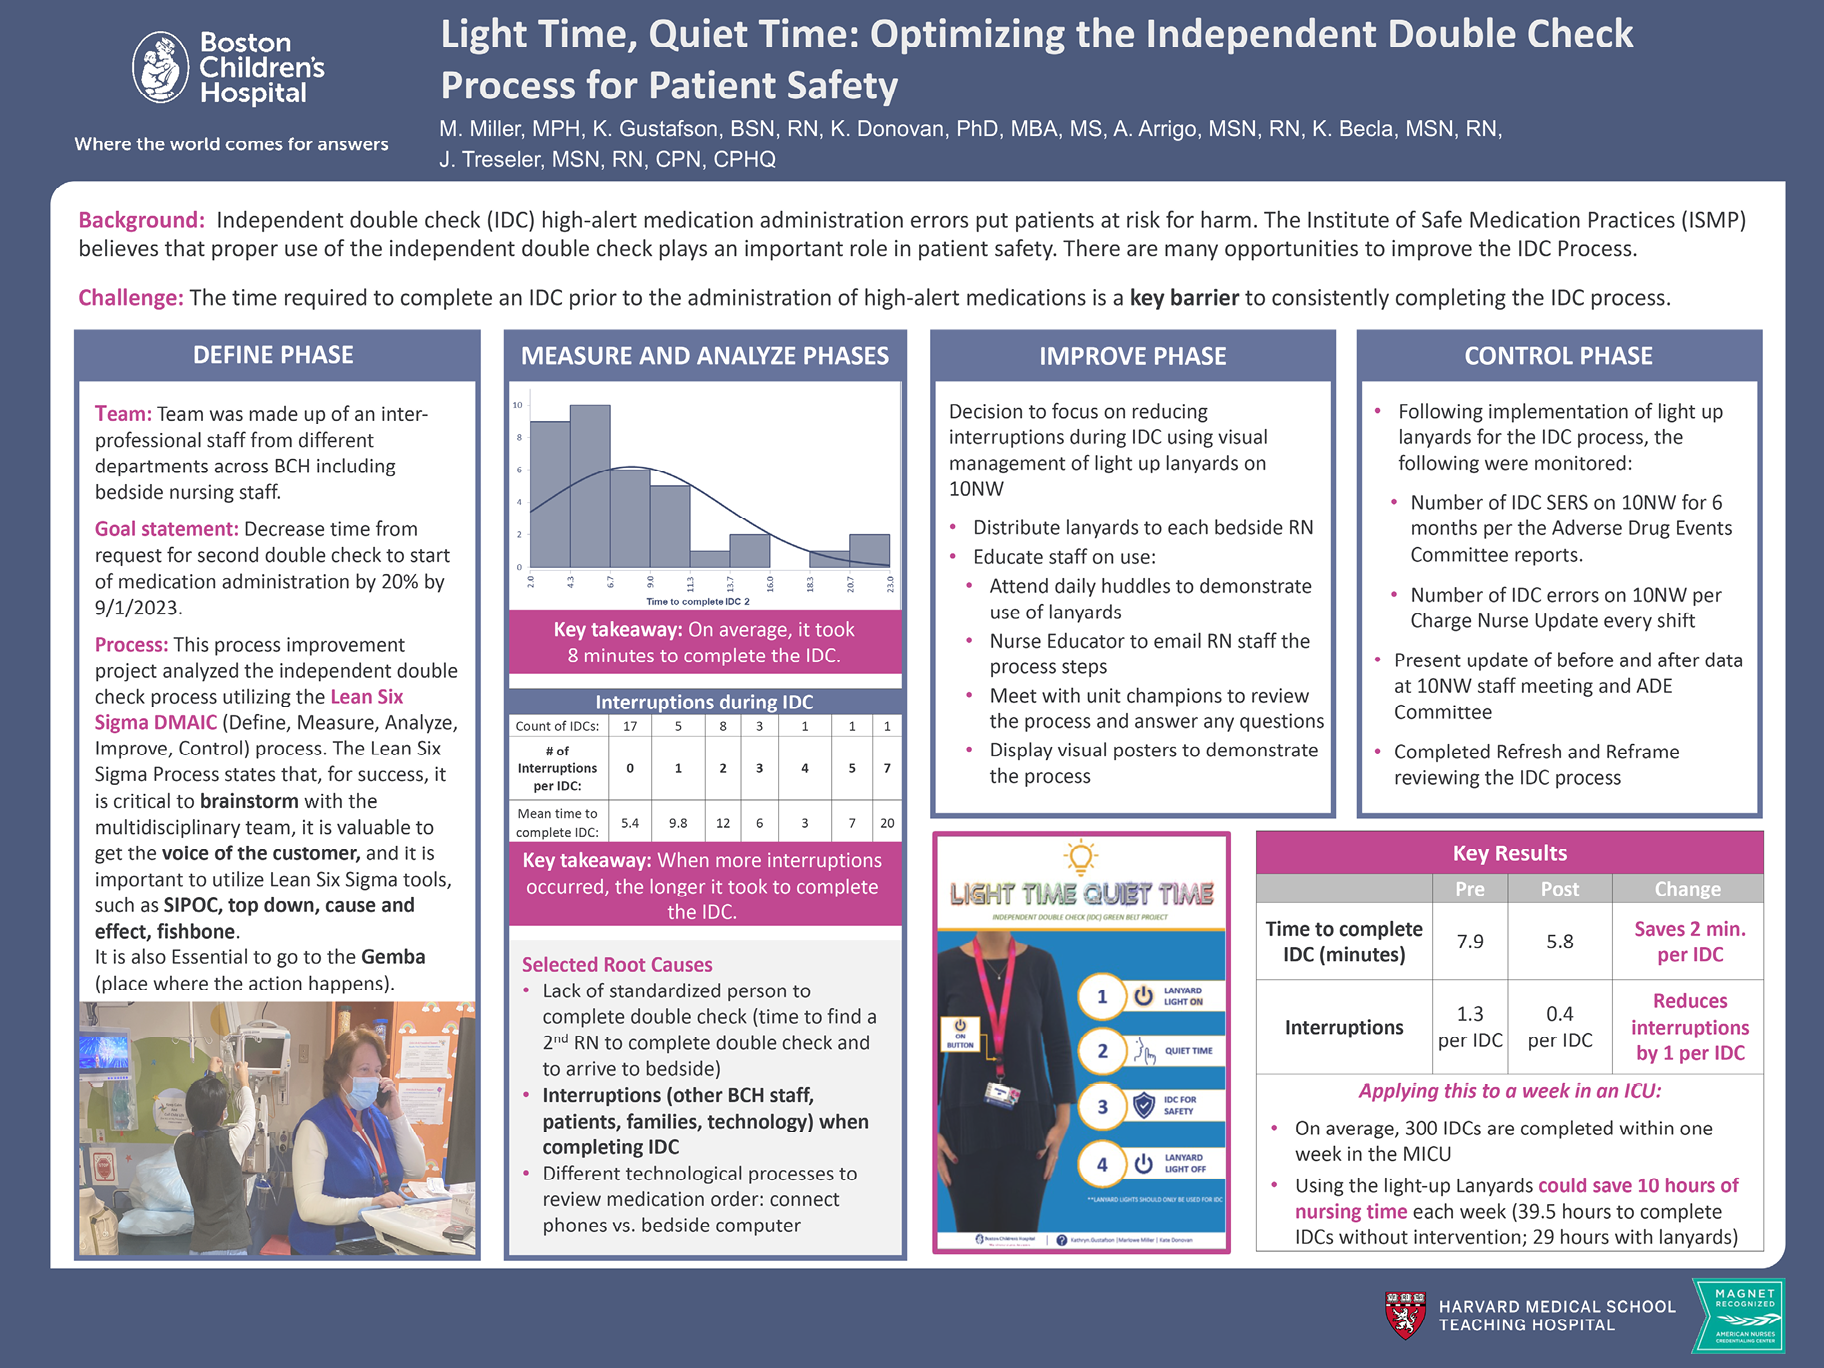 Boston
Children's
Hospital
Where the world comes for answers
Light Time, Quiet Time: Optimizing the Independent Double Check
Process for Patient Safety
M. Miller, MPH, K. Gustafson, BSN, RN, K. Donovan, PhD, MBA, MS, A. Arrigo, MSN, RN, K. Becla, MSN, RN,
J. Treseler, MSN, RN, CPN, CPHQ
Background: Independent double check (IDC) high-alert medication administration errors put patients at risk for harm. The Institute of Safe Medication Practices (ISMP)
believes that proper use of the independent double check plays an important role in patient safety. There are many opportunities to improve the IDC Process.
Challenge: The time required to complete an IDC prior to the administration of high-alert medications is a key barrier to consistently completing the IDC process.
DEFINE PHASE
Team: Team was made up of an inter-
professional staff from different
departments across BCH including
bedside nursing staff.
Goal statement: Decrease time from
request for second double check to start
of medication administration by 20% by
9/1/2023.
Process: This process improvement
project analyzed the independent double
check process utilizing the Lean Six
Sigma DMAIC (Define, Measure, Analyze,
Improve, Control) process. The Lean Six
Sigma Process states that, for success, it
is critical to brainstorm with the
multidisciplinary team, it is valuable to
get the voice of the customer, and it is
important to utilize Lean Six Sigma tools,
such as SIPOC, top down, cause and
effect, fishbone.
It is also Essential to go to the Gemba
(place where the action happens).
MEASURE AND ANALYZE PHASES
10
8
6
4
2
0
2.0 4.3 6.7 9.0 11.3 13.7 16.0 18.3 20.7 23.0
Time to complete IDC 2
Key takeaway: On average, it took
8 minutes to complete the IDC.
Interruptions during IDC
Count of IDCs: 17 5 8 3 1 1 1
# of
Interruptions
per IDC: 0 1 2 3 4 5 7
Mean time to
complete IDC: 5.4 9.8 12 6 3 7 20
Key takeaway: When more interruptions
occurred, the longer it took to complete
the IDC.
Selected Root Causes
• Lack of standardized person to
complete double check (time to find a
2nd RN to complete double check and
to arrive to bedside)
• Interruptions (other BCH staff,
patients, families, technology) when
completing IDC
• Different technological processes to
review medication order: connect
phones vs. bedside computer
IMPROVE PHASE
Decision to focus on reducing
interruptions during IDC using visual
management of light up lanyards on
10NW
• Distribute lanyards to each bedside RN
• Educate staff on use:
• Attend daily huddles to demonstrate
use of lanyards
• Nurse Educator to email RN staff the
process steps
• Meet with unit champions to review
the process and answer any questions
• Display visual posters to demonstrate
the process
LIGHT TIME QUIET TIME
INDEPENDENT DOUBLE CHECK (IDC) GREEN BELT PROJECT
ON
BUTTON
1 LANYARD
LIGHT ON
2 QUIET TIME
3 IDC FOR
SAFETY
4 LANYARD
LIGHT OFF
**LANYARD LIGHTS SHOULD ONLY BE USED FOR IDC
Boston Children's Hospital
Kathryn.Gustafson | Marlowe Miller | Kate Donovan
CONTROL PHASE
• Following implementation of light up
lanyards for the IDC process, the
following were monitored:
• Number of IDC SERS on 10NW for 6
months per the Adverse Drug Events
Committee reports.
• Number of IDC errors on 10NW per
Charge Nurse Update every shift
• Present update of before and after data
at 10NW staff meeting and ADE
Committee
• Completed Refresh and Reframe
reviewing the IDC process
Key Results
Pre Post Change
Time to complete
IDC (minutes) 7.9 5.8 Saves 2 min.
per IDC
Interruptions 1.3
per IDC 0.4
per IDC Reduces
interruptions
by 1 per IDC
Applying this to a week in an ICU:
• On average, 300 IDCs are completed within one
week in the MICU
• Using the light-up Lanyards could save 10 hours of
nursing time each week (39.5 hours to complete
IDCs without intervention; 29 hours with lanyards)
HARVARD MEDICAL SCHOOL
TEACHING HOSPITAL
MAGNET
RECOGNIZED
AMERICAN NURSES
CREDENTIALING CENTER